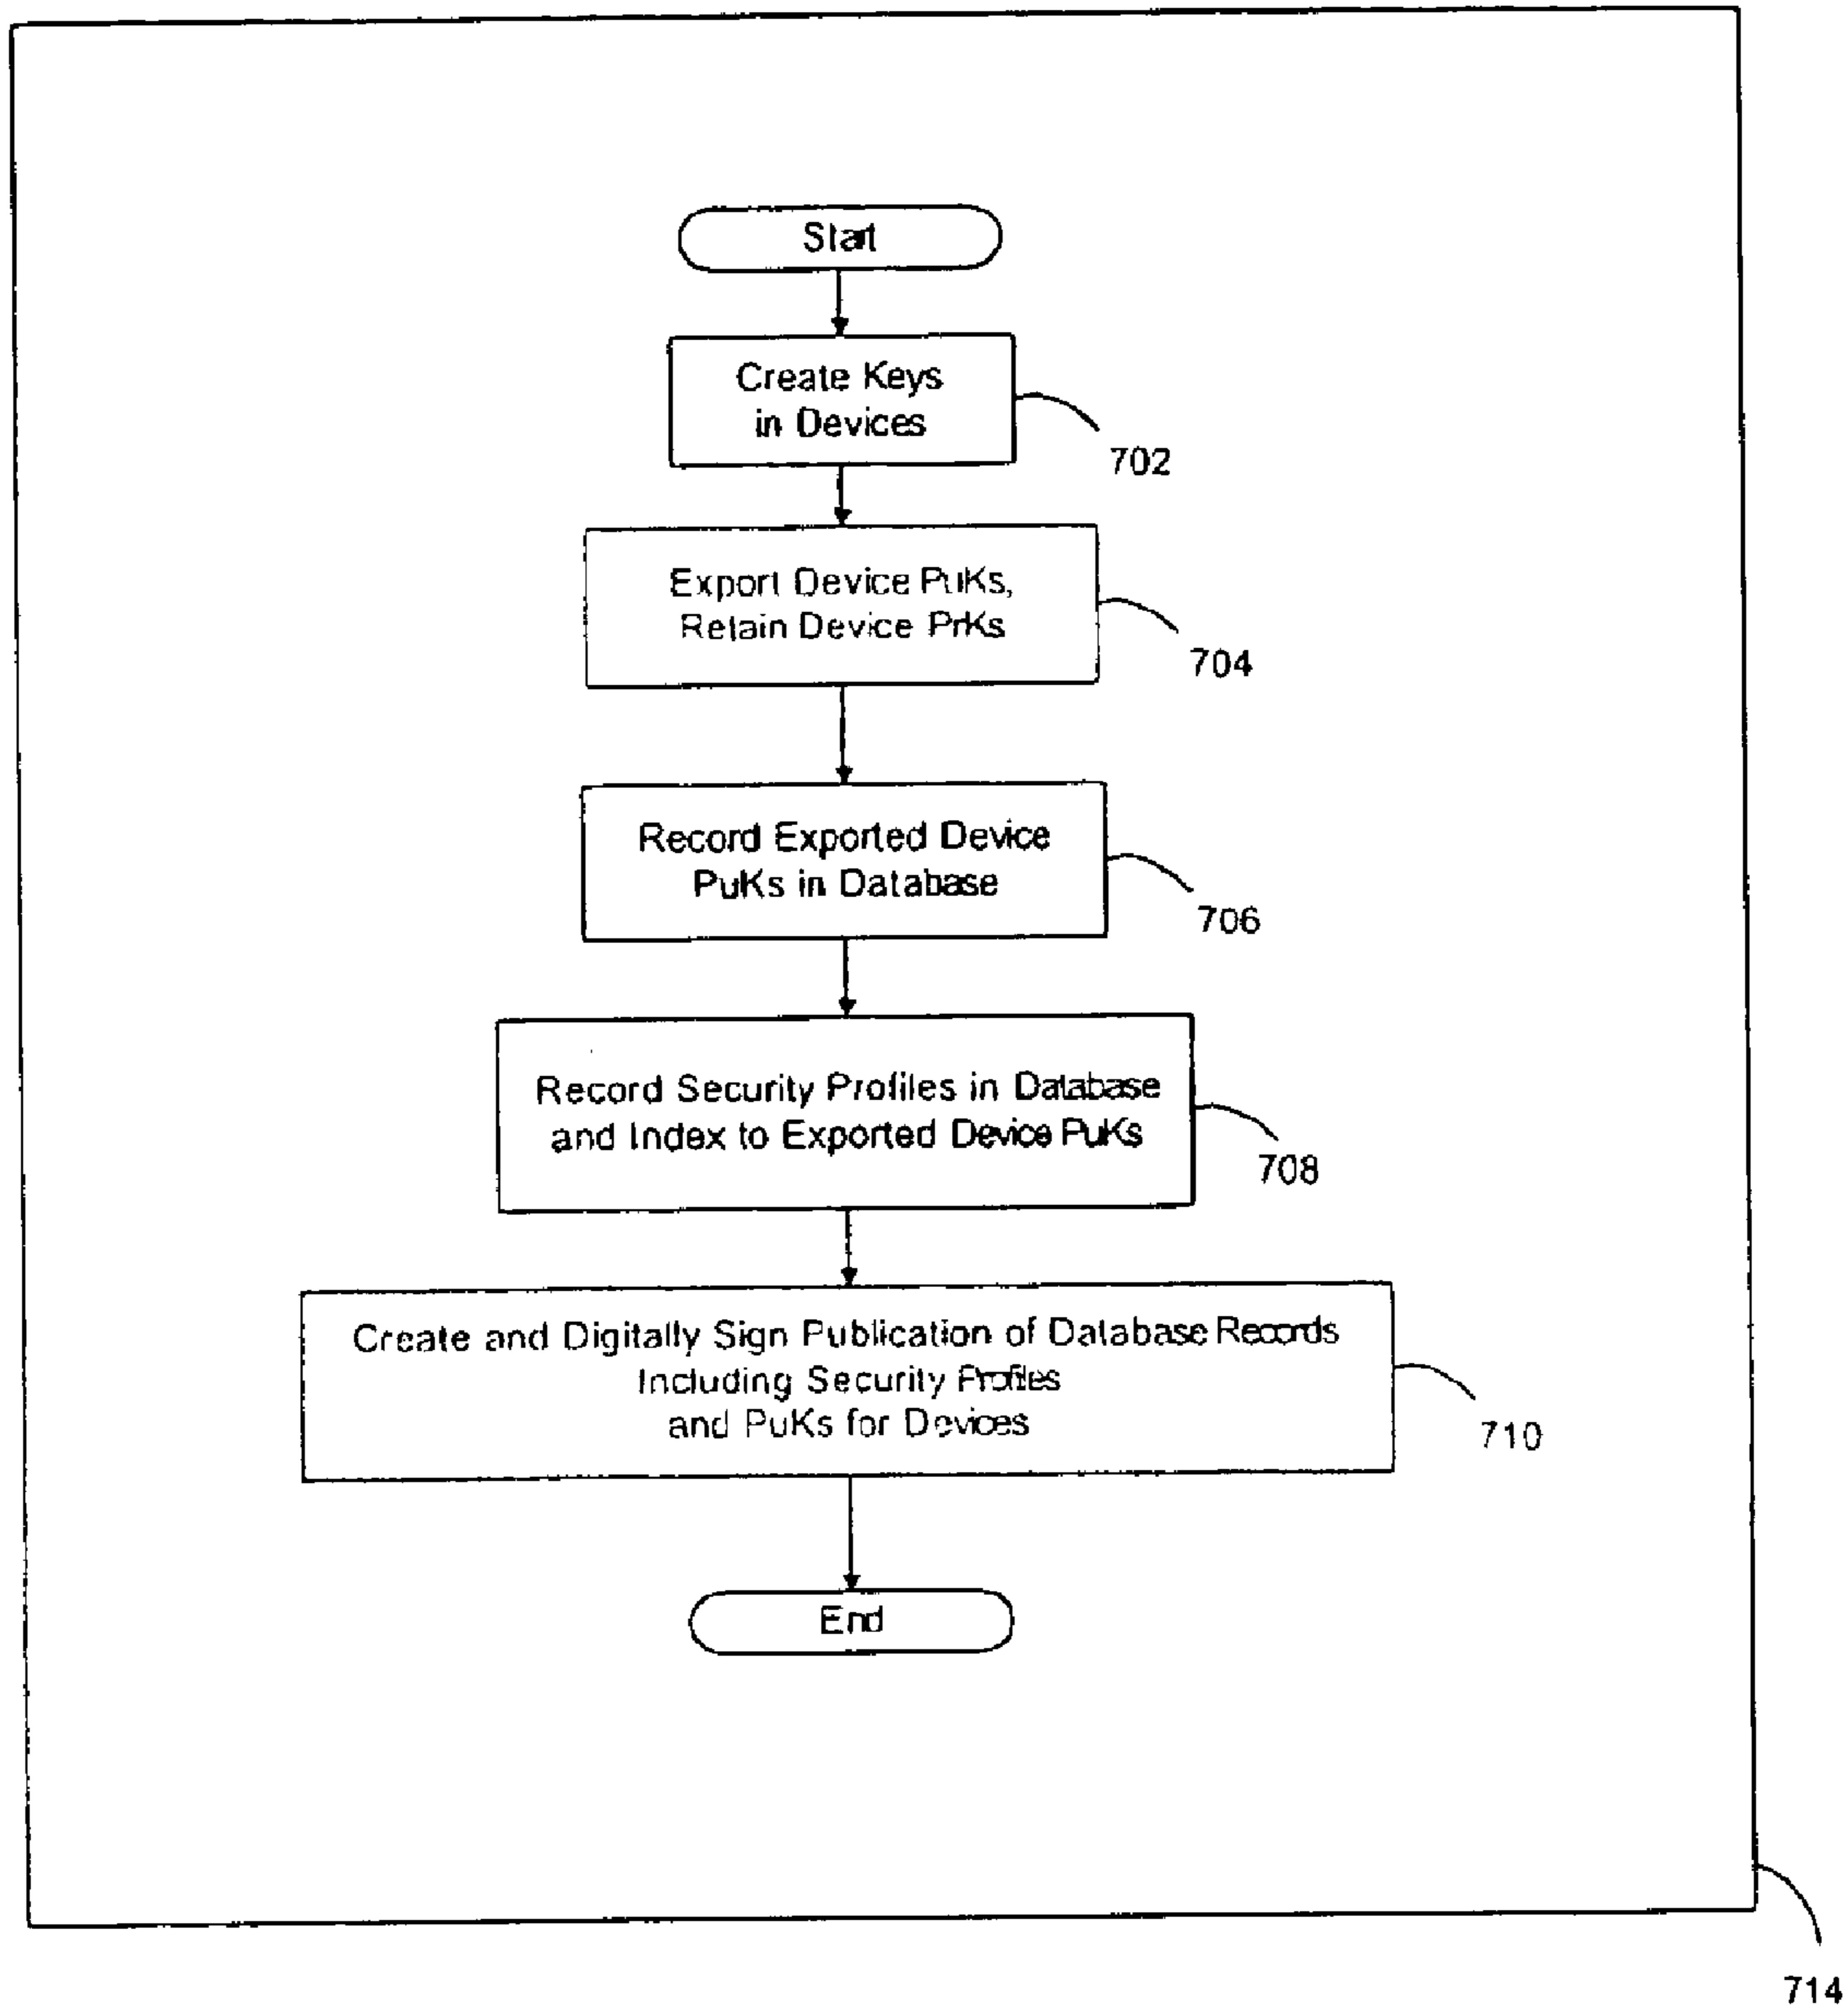 Start
Create Keys
in Devices
702
Export Device PuKs,
Retain Device PrKs
704
Record Exported Device
PuKs in Database
706
Record Security Profiles in Database
and Index to Exported Device PuKs
708
Create and Digitally Sign Publication of Database Records
Including Security Profiles
and PuKs for Devices
710
End
714